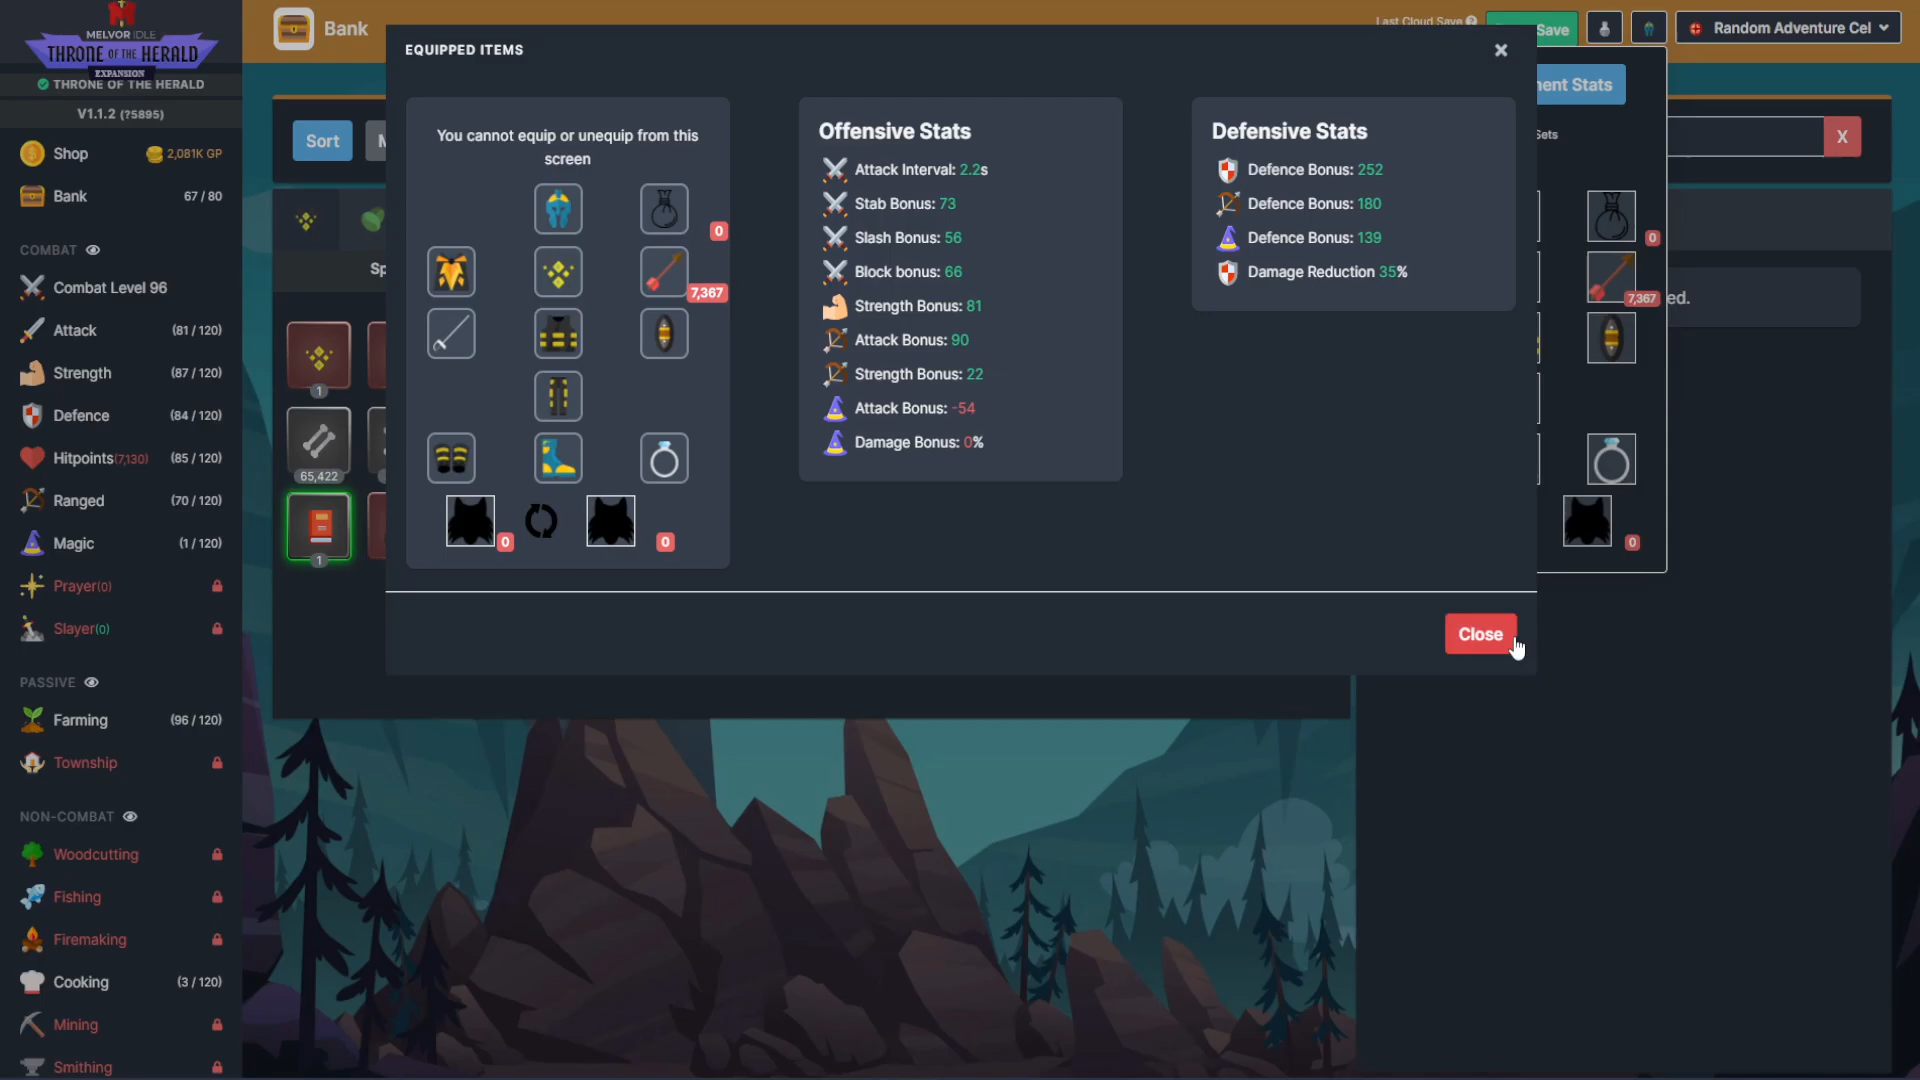 MELVOR IDLE
THRONE OF THE HERALD
EXPANSION
THRONE OF THE HERALD
V1.1.2 (?5895)
Shop 2,081K GP
Bank 67 / 80
COMBAT
Combat Level 96
Attack (81 / 120)
Strength (87 / 120)
Defence (84 / 120)
Hitpoints(7,130) (85 / 120)
Ranged (70 / 120)
Magic (1 / 120)
Prayer(0)
Slayer(0)
PASSIVE
Farming (96 / 120)
Township
NON-COMBAT
Woodcutting
Fishing
Firemaking
Cooking (3 / 120)
Mining
Smithing
Bank
Last Cloud Save
Save
Random Adventure Cel
Sort
M
Sp
1
65,422
1
EQUIPPED ITEMS
You cannot equip or unequip from this
screen
0
7,367
0
0
Offensive Stats
Attack Interval: 2.2s
Stab Bonus: 73
Slash Bonus: 56
Block bonus: 66
Strength Bonus: 81
Attack Bonus: 90
Strength Bonus: 22
Attack Bonus: -54
Damage Bonus: 0%
Defensive Stats
Defence Bonus: 252
Defence Bonus: 180
Defence Bonus: 139
Damage Reduction 35%
Close
ent Stats
Sets
X
0
7,367
ed.
0